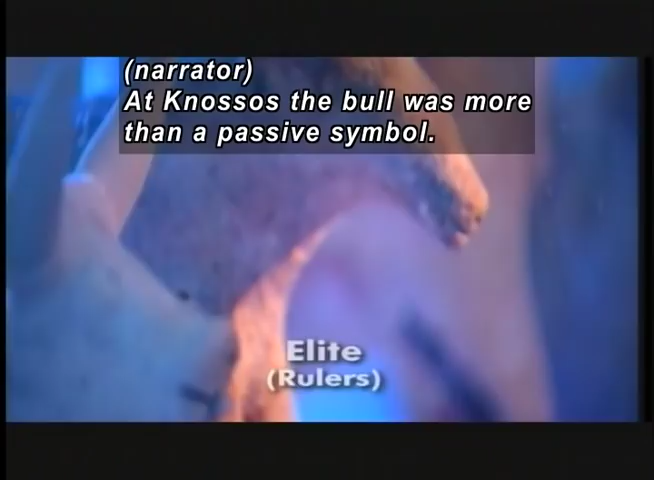 (narrator)
At Knossos the bull was more
than a passive symbol.
Elite
(Rulers)